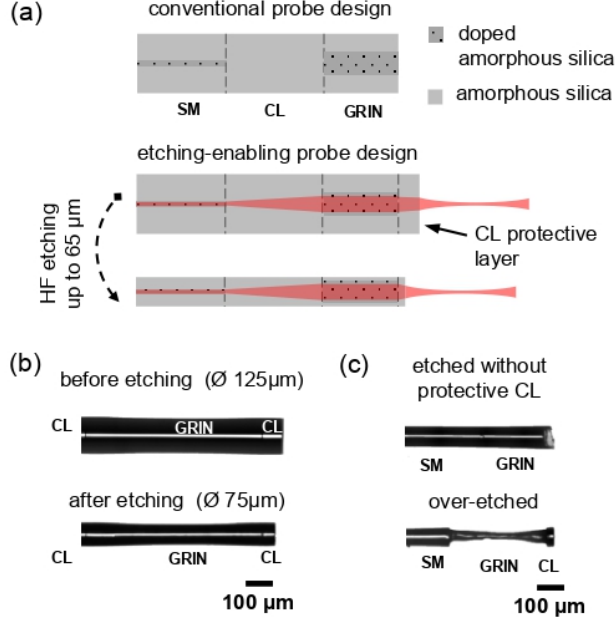 (a)
conventional probe design
doped
amorphous silica
amorphous silica
SM CL GRIN
etching-enabling probe design
HF etching
up to 65 µm
CL protective
layer
(b)
before etching (Ø 125µm)
CL GRIN CL
after etching (Ø 75µm)
CL GRIN CL
100 µm
(c)
etched without
protective CL
SM GRIN
over-etched
SM GRIN CL
100 µm